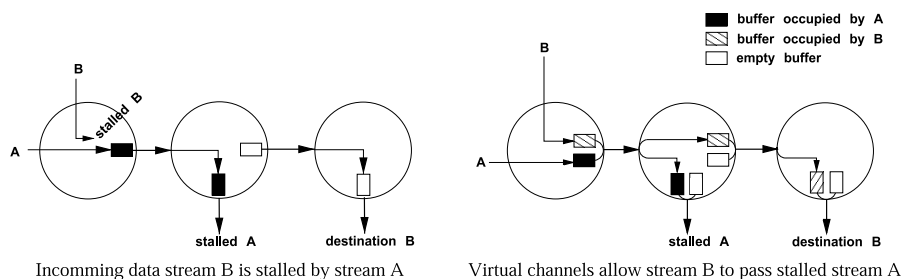 buffer occupied by A
buffer occupied by B
empty buffer
B
stalled B
A
stalled A
destination B
B
A
stalled A
destination B
Incomming data stream B is stalled by stream A
Virtual channels allow stream B to pass stalled stream A